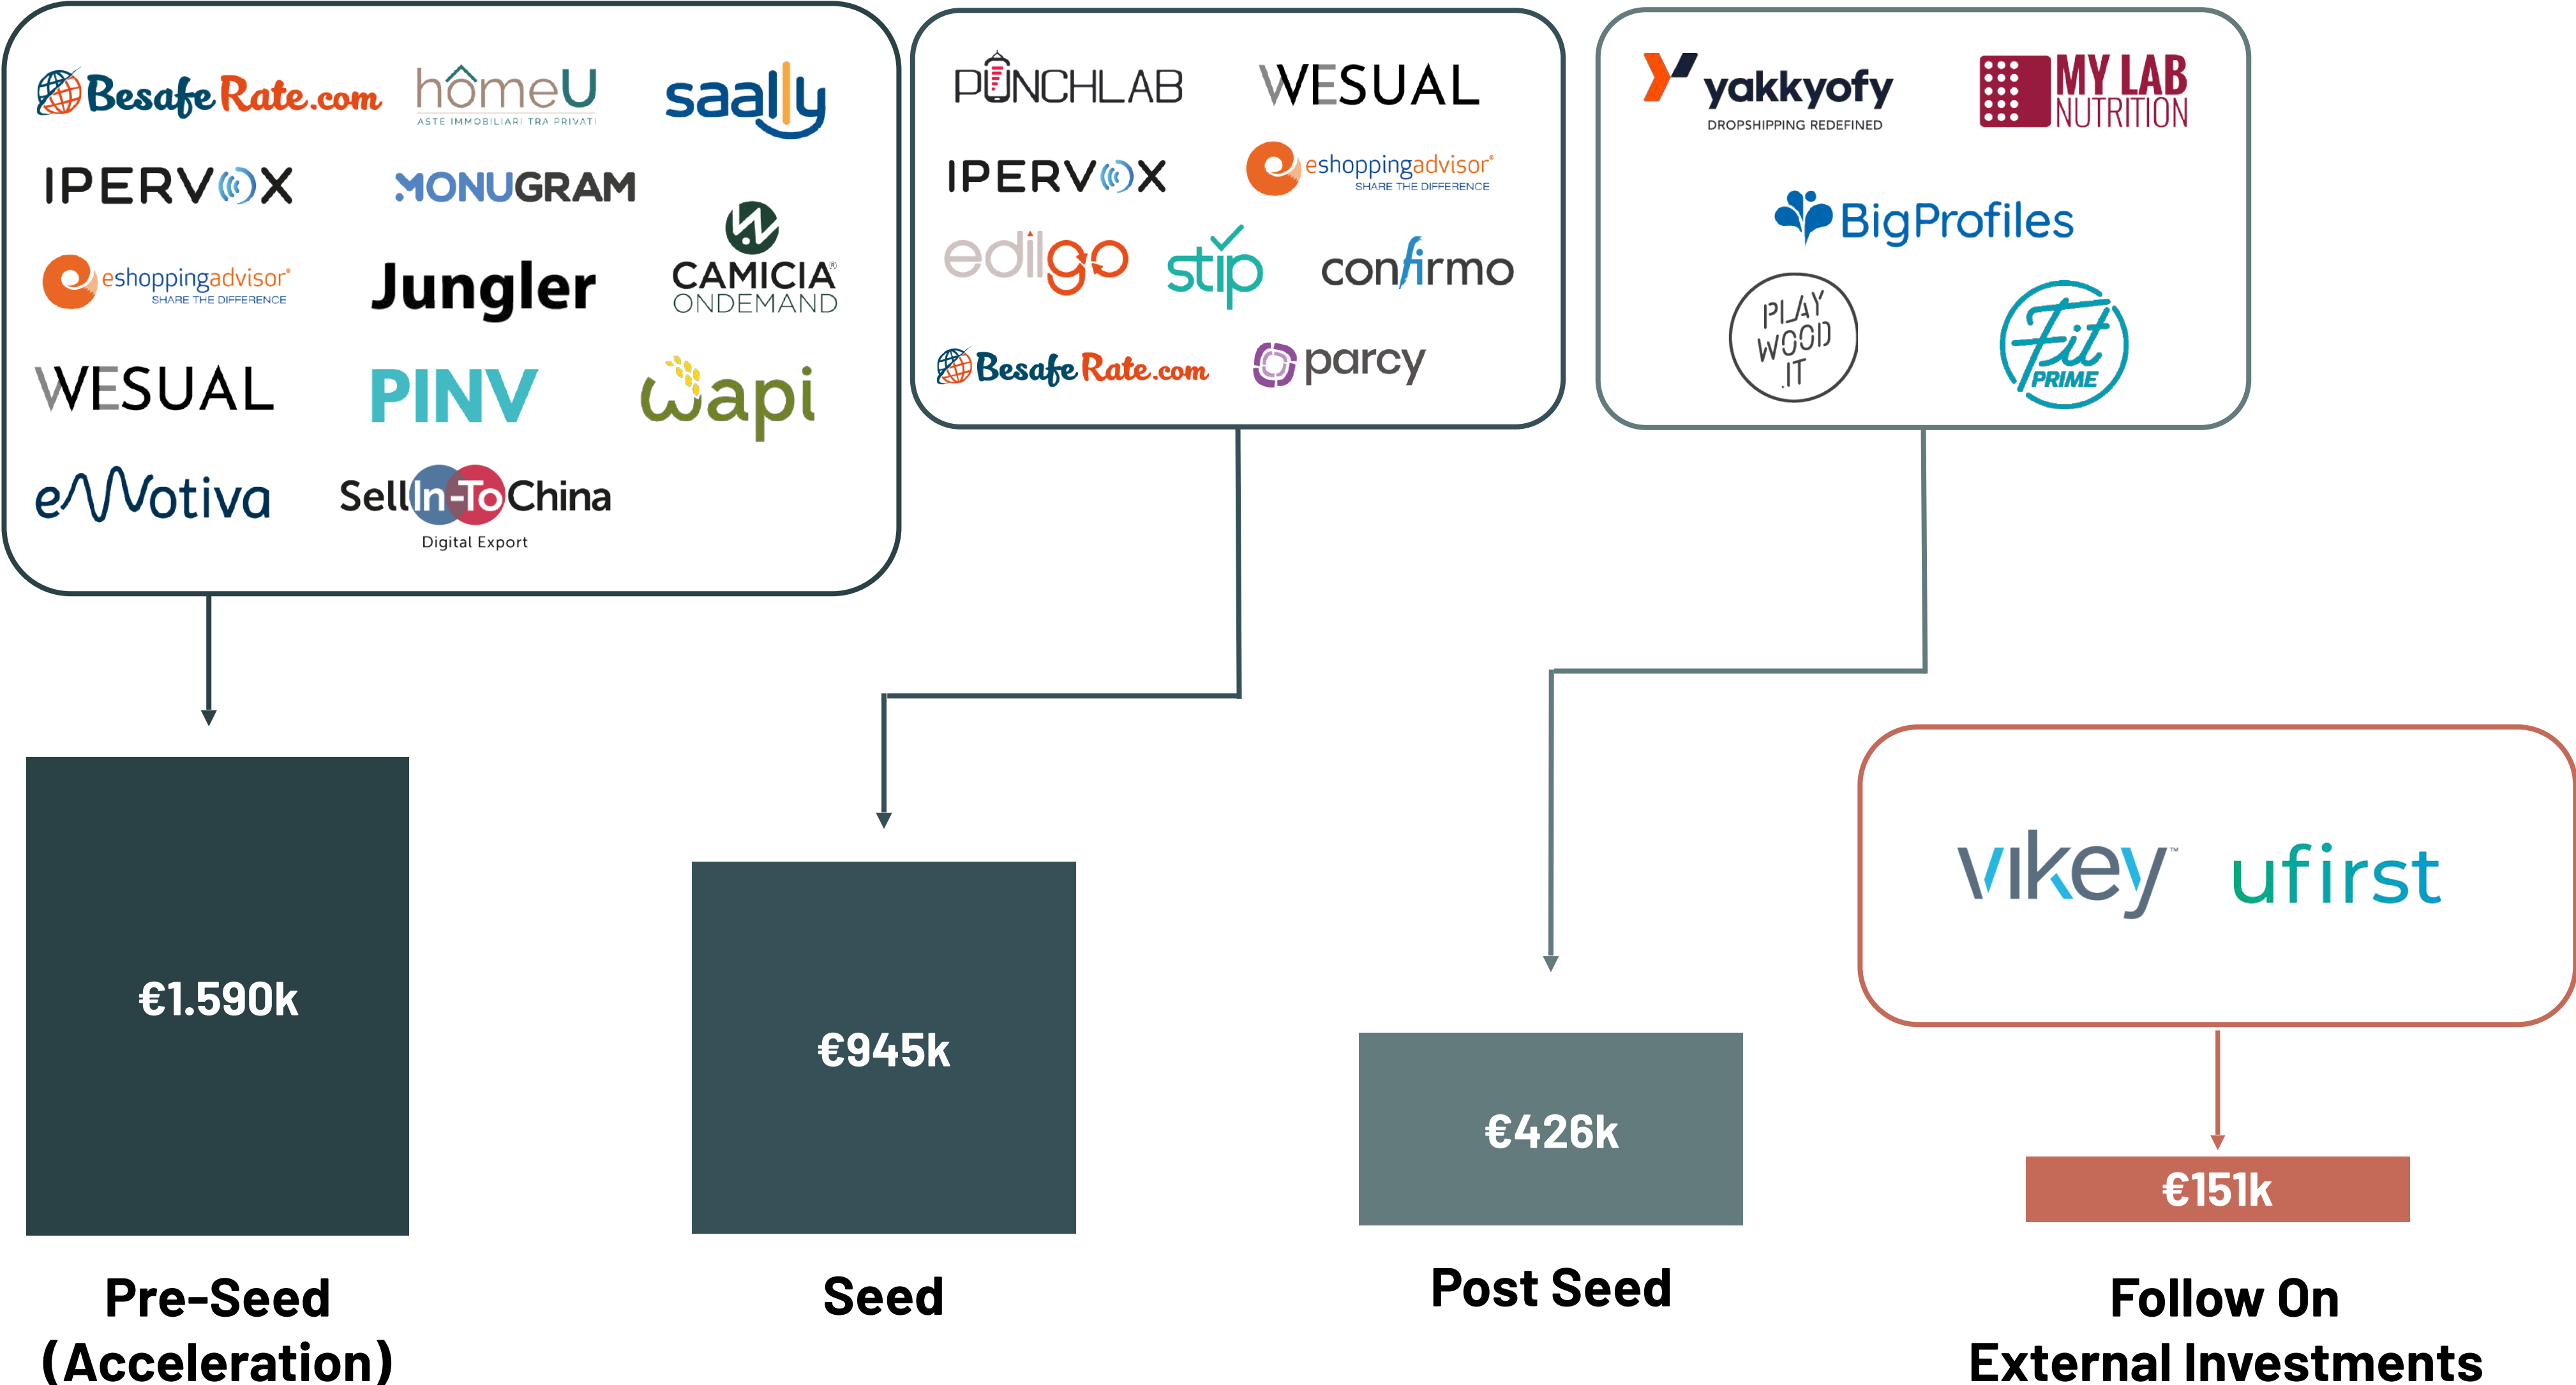 BesafeRate.com
hômeU
ASTE IMMOBILIARI TRA PRIVATI
saally
IPERVOX
MONUGRAM
CAMICIA®
ONDEMAND
eshoppingadvisor®
SHARE THE DIFFERENCE
Jungler
WESUAL
PINV
wapi
eMotiva
SellIn-ToChina
Digital Export
PUNCHLAB
WESUAL
IPERVOX
eshoppingadvisor®
SHARE THE DIFFERENCE
edilgo
stip
confirmo
BesafeRate.com
parcy
yakkyofy
DROPSHIPPING REDEFINED
MY LAB
NUTRITION
BigProfiles
PLAY
WOOD
.IT
Fit
PRIME
vikey™
ufirst
€1.590k
€945k
€426k
€151k
Pre-Seed
(Acceleration)
Seed
Post Seed
Follow On
External Investments